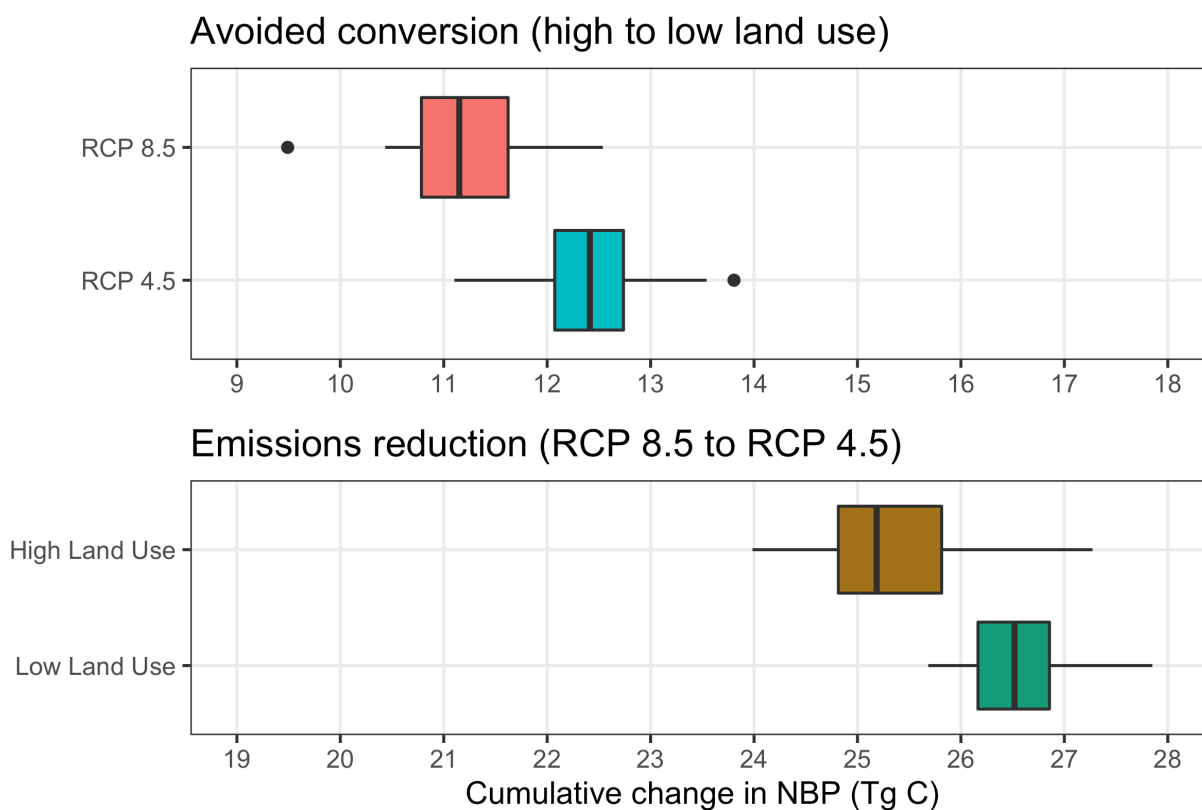 Avoided conversion (high to low land use)
RCP 8.5
RCP 4.5
9 10 11 12 13 14 15 16 17 18
Emissions reduction (RCP 8.5 to RCP 4.5)
High Land Use
Low Land Use
19 20 21 22 23 24 25 26 27 28
Cumulative change in NBP (Tg C)